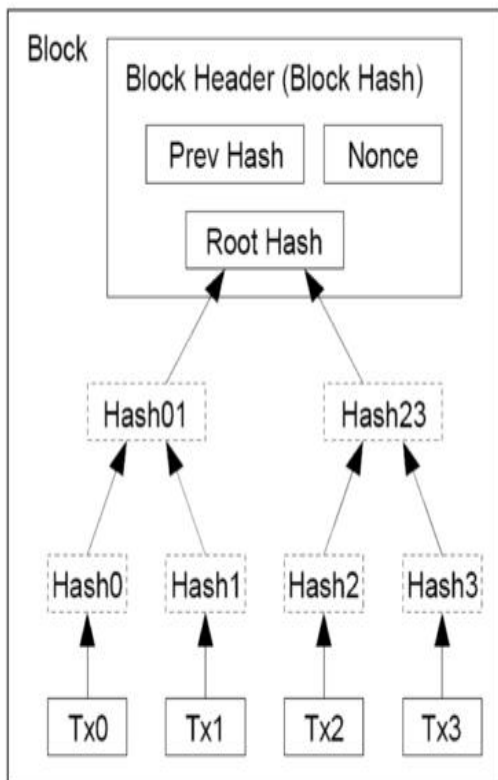 Block
Block Header (Block Hash)
Prev Hash
Nonce
Root Hash
Hash01
Hash23
Hash0
Hash1
Hash2
Hash3
Tx0
Tx1
Tx2
Tx3